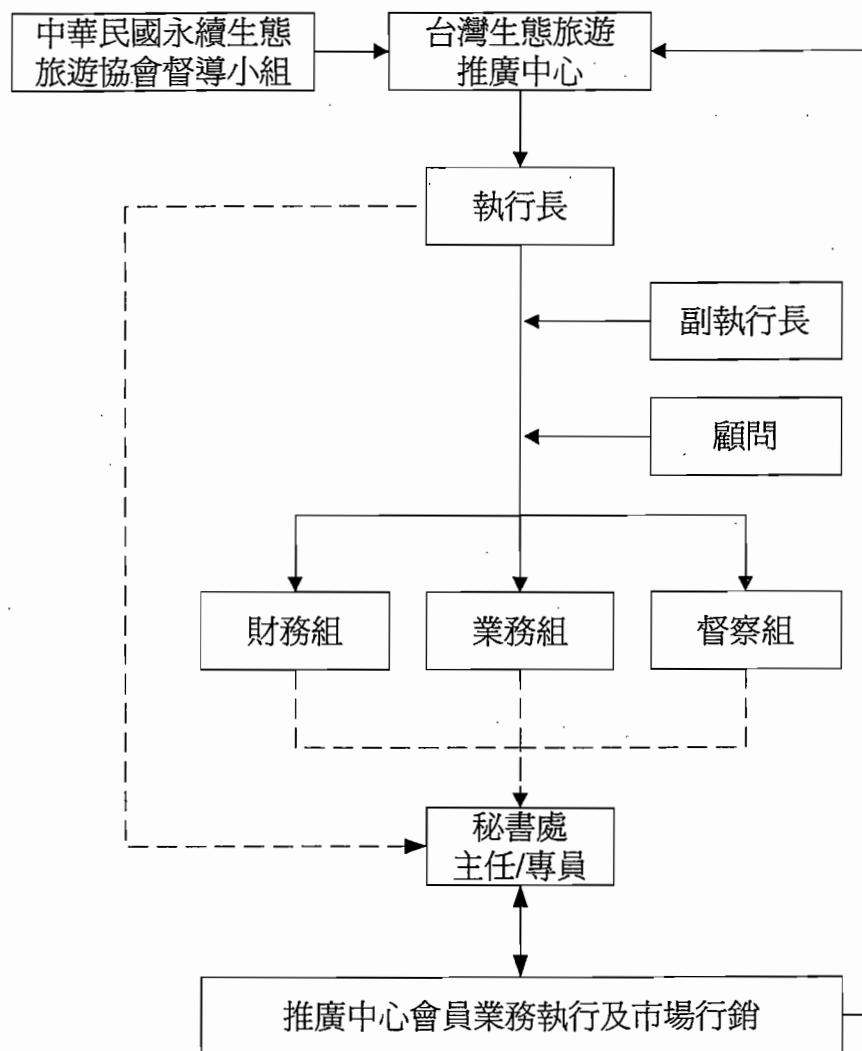 中華民國永續生態
旅遊協會督導小組
台灣生態旅遊
推廣中心
執行長
副執行長
顧問
財務組
業務組
督察組
秘書處
主任/專員
推廣中心會員業務執行及市場行銷